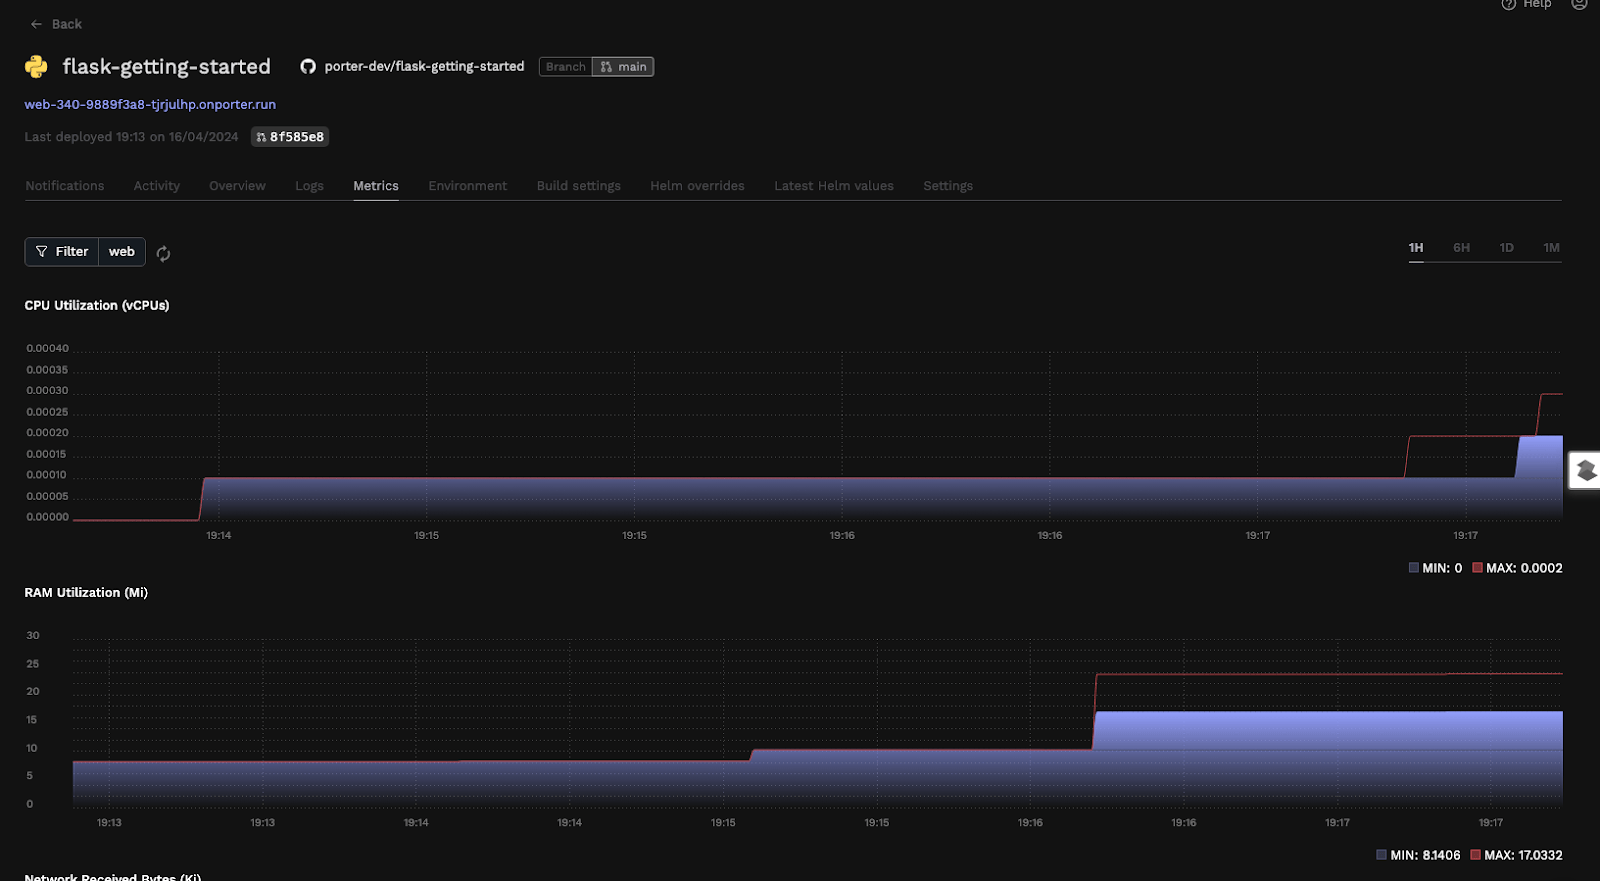 Help
Back
flask-getting-started porter-dev/flask-getting-started Branch main
web-340-9889f3a8-tjrjulhp.onporter.run
Last deployed 19:13 on 16/04/2024 8f585e8
Notifications Activity Overview Logs Metrics Environment Build settings Helm overrides Latest Helm values Settings
Filter web 1H 6H 1D 1M
CPU Utilization (vCPUs)
0.00040
0.00035
0.00030
0.00025
0.00020
0.00015
0.00010
0.00005
0.00000
19:14 19:15 19:15 19:16 19:16 19:17 19:17
MIN: 0 MAX: 0.0002
RAM Utilization (Mi)
30
25
20
15
10
5
0
19:13 19:13 19:14 19:14 19:15 19:15 19:16 19:16 19:17 19:17
MIN: 8.1406 MAX: 17.0332
Network Received Bytes (Ki)